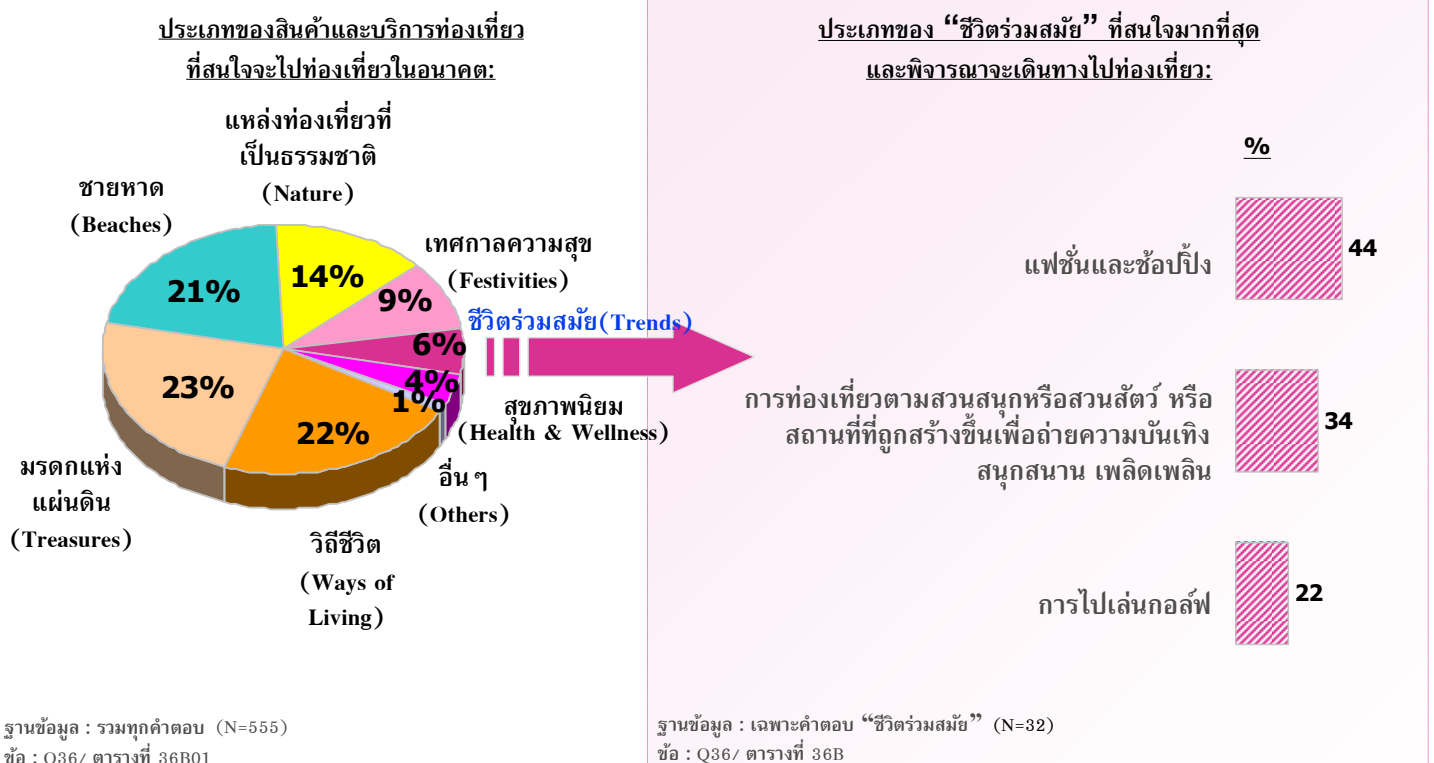 ประเภทของสินค้าและบริการท่องเที่ยว
ที่สนใจจะไปท่องเที่ยวในอนาคต:
แหล่งท่องเที่ยวที่
เป็นธรรมชาติ
(Nature)
ชายหาด
(Beaches)
เทศกาลความสุข
(Festivities)
ชีวิตร่วมสมัย(Trends)
21%
14%
9%
6%
4%
1%
23%
22%
สุขภาพนิยม
(Health & Wellness)
อื่น ๆ
(Others)
มรดกแห่ง
แผ่นดิน
(Treasures)
วิถีชีวิต
(Ways of
Living)
ฐานข้อมูล : รวมทุกคำตอบ (N=555)
ข้อ : Q36/ ตารางที่ 36B01
ประเภทของ “ชีวิตร่วมสมัย” ที่สนใจมากที่สุด
และพิจารณาจะเดินทางไปท่องเที่ยว:
%
แฟชั่นและช้อปปิ้ง
44
การท่องเที่ยวตามสวนสนุกหรือสวนสัตว์ หรือ
สถานที่ที่ถูกสร้างขึ้นเพื่อถ่ายความบันเทิง
สนุกสนาน เพลิดเพลิน
34
การไปเล่นกอล์ฟ
22
ฐานข้อมูล : เฉพาะคำตอบ “ชีวิตร่วมสมัย” (N=32)
ข้อ : Q36/ ตารางที่ 36B